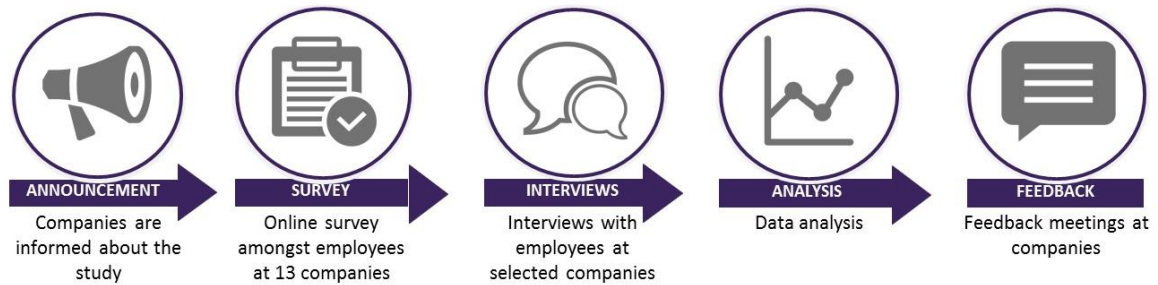 ANNOUNCEMENT
Companies are
informed about the
study
SURVEY
Online survey
amongst employees
at 13 companies
INTERVIEWS
Interviews with
employees at
selected companies
ANALYSIS
Data analysis
FEEDBACK
Feedback meetings at
companies